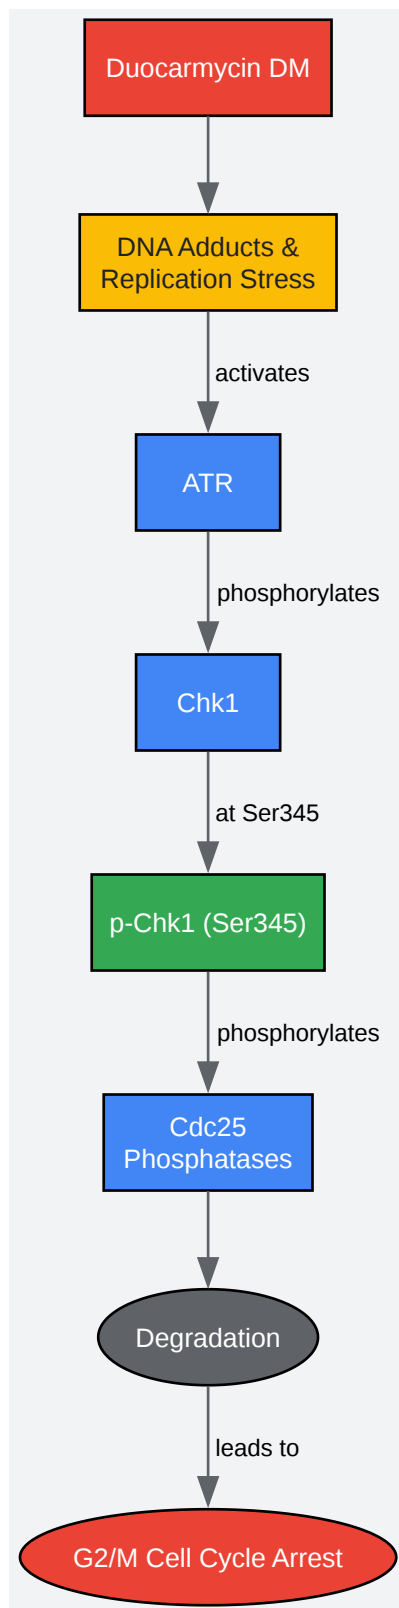 Duocarmycin DM
DNA Adducts &
Replication Stress
activates
ATR
phosphorylates
Chk1
at Ser345
p-Chk1 (Ser345)
phosphorylates
Cdc25
Phosphatases
Degradation
leads to
G2/M Cell Cycle Arrest